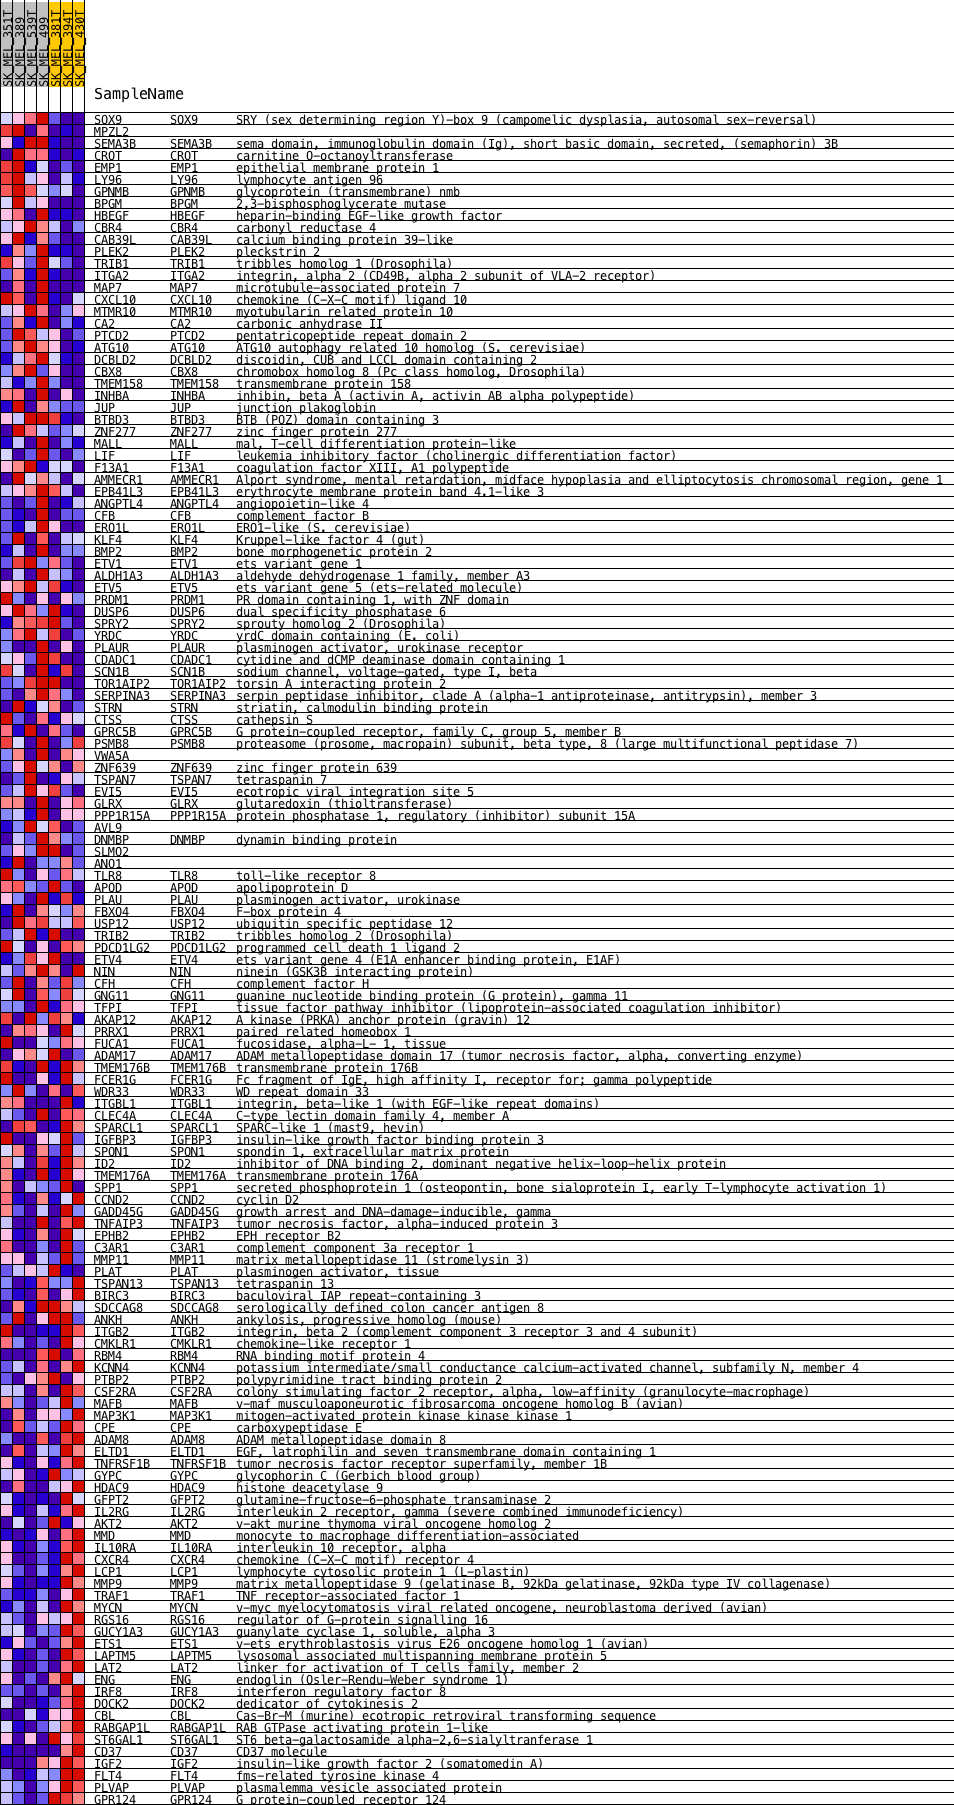 SK_MEL_351T
SK_MEL_389
SK_MEL_539T
SK_MEL_499
SK_MEL_381T
SK_MEL_394T
SK_MEL_430T
SampleName
SOX9 SOX9 SRY (sex determining region Y)-box 9 (campomelic dysplasia, autosomal sex-reversal)
MPZL2
SEMA3B SEMA3B sema domain, immunoglobulin domain (Ig), short basic domain, secreted, (semaphorin) 3B
CROT CROT carnitine O-octanoyltransferase
EMP1 EMP1 epithelial membrane protein 1
LY96 LY96 lymphocyte antigen 96
GPNMB GPNMB glycoprotein (transmembrane) nmb
BPGM BPGM 2,3-bisphosphoglycerate mutase
HBEGF HBEGF heparin-binding EGF-like growth factor
CBR4 CBR4 carbonyl reductase 4
CAB39L CAB39L calcium binding protein 39-like
PLEK2 PLEK2 pleckstrin 2
TRIB1 TRIB1 tribbles homolog 1 (Drosophila)
ITGA2 ITGA2 integrin, alpha 2 (CD49B, alpha 2 subunit of VLA-2 receptor)
MAP7 MAP7 microtubule-associated protein 7
CXCL10 CXCL10 chemokine (C-X-C motif) ligand 10
MTMR10 MTMR10 myotubularin related protein 10
CA2 CA2 carbonic anhydrase II
PTCD2 PTCD2 pentatricopeptide repeat domain 2
ATG10 ATG10 ATG10 autophagy related 10 homolog (S. cerevisiae)
DCBLD2 DCBLD2 discoidin, CUB and LCCL domain containing 2
CBX8 CBX8 chromobox homolog 8 (Pc class homolog, Drosophila)
TMEM158 TMEM158 transmembrane protein 158
INHBA INHBA inhibin, beta A (activin A, activin AB alpha polypeptide)
JUP JUP junction plakoglobin
BTBD3 BTBD3 BTB (POZ) domain containing 3
ZNF277 ZNF277 zinc finger protein 277
MALL MALL mal, T-cell differentiation protein-like
LIF LIF leukemia inhibitory factor (cholinergic differentiation factor)
F13A1 F13A1 coagulation factor XIII, A1 polypeptide
AMMECR1 AMMECR1 Alport syndrome, mental retardation, midface hypoplasia and elliptocytosis chromosomal region, gene 1
EPB41L3 EPB41L3 erythrocyte membrane protein band 4.1-like 3
ANGPTL4 ANGPTL4 angiopoietin-like 4
CFB CFB complement factor B
ERO1L ERO1L ERO1-like (S. cerevisiae)
KLF4 KLF4 Kruppel-like factor 4 (gut)
BMP2 BMP2 bone morphogenetic protein 2
ETV1 ETV1 ets variant gene 1
ALDH1A3 ALDH1A3 aldehyde dehydrogenase 1 family, member A3
ETV5 ETV5 ets variant gene 5 (ets-related molecule)
PRDM1 PRDM1 PR domain containing 1, with ZNF domain
DUSP6 DUSP6 dual specificity phosphatase 6
SPRY2 SPRY2 sprouty homolog 2 (Drosophila)
YRDC YRDC yrdC domain containing (E. coli)
PLAUR PLAUR plasminogen activator, urokinase receptor
CDADC1 CDADC1 cytidine and dCMP deaminase domain containing 1
SCN1B SCN1B sodium channel, voltage-gated, type I, beta
TOR1AIP2 TOR1AIP2 torsin A interacting protein 2
SERPINA3 SERPINA3 serpin peptidase inhibitor, clade A (alpha-1 antiproteinase, antitrypsin), member 3
STRN STRN striatin, calmodulin binding protein
CTSS CTSS cathepsin S
GPRC5B GPRC5B G protein-coupled receptor, family C, group 5, member B
PSMB8 PSMB8 proteasome (prosome, macropain) subunit, beta type, 8 (large multifunctional peptidase 7)
VWA5A
ZNF639 ZNF639 zinc finger protein 639
TSPAN7 TSPAN7 tetraspanin 7
EVI5 EVI5 ecotropic viral integration site 5
GLRX GLRX glutaredoxin (thioltransferase)
PPP1R15A PPP1R15A protein phosphatase 1, regulatory (inhibitor) subunit 15A
AVL9
DNMBP DNMBP dynamin binding protein
SLMO2
ANO1
TLR8 TLR8 toll-like receptor 8
APOD APOD apolipoprotein D
PLAU PLAU plasminogen activator, urokinase
FBXO4 FBXO4 F-box protein 4
USP12 USP12 ubiquitin specific peptidase 12
TRIB2 TRIB2 tribbles homolog 2 (Drosophila)
PDCD1LG2 PDCD1LG2 programmed cell death 1 ligand 2
ETV4 ETV4 ets variant gene 4 (E1A enhancer binding protein, E1AF)
NIN NIN ninein (GSK3B interacting protein)
CFH CFH complement factor H
GNG11 GNG11 guanine nucleotide binding protein (G protein), gamma 11
TFPI TFPI tissue factor pathway inhibitor (lipoprotein-associated coagulation inhibitor)
AKAP12 AKAP12 A kinase (PRKA) anchor protein (gravin) 12
PRRX1 PRRX1 paired related homeobox 1
FUCA1 FUCA1 fucosidase, alpha-L- 1, tissue
ADAM17 ADAM17 ADAM metallopeptidase domain 17 (tumor necrosis factor, alpha, converting enzyme)
TMEM176B TMEM176B transmembrane protein 176B
FCER1G FCER1G Fc fragment of IgE, high affinity I, receptor for; gamma polypeptide
WDR33 WDR33 WD repeat domain 33
ITGBL1 ITGBL1 integrin, beta-like 1 (with EGF-like repeat domains)
CLEC4A CLEC4A C-type lectin domain family 4, member A
SPARCL1 SPARCL1 SPARC-like 1 (mast9, hevin)
IGFBP3 IGFBP3 insulin-like growth factor binding protein 3
SPON1 SPON1 spondin 1, extracellular matrix protein
ID2 ID2 inhibitor of DNA binding 2, dominant negative helix-loop-helix protein
TMEM176A TMEM176A transmembrane protein 176A
SPP1 SPP1 secreted phosphoprotein 1 (osteopontin, bone sialoprotein I, early T-lymphocyte activation 1)
CCND2 CCND2 cyclin D2
GADD45G GADD45G growth arrest and DNA-damage-inducible, gamma
TNFAIP3 TNFAIP3 tumor necrosis factor, alpha-induced protein 3
EPHB2 EPHB2 EPH receptor B2
C3AR1 C3AR1 complement component 3a receptor 1
MMP11 MMP11 matrix metallopeptidase 11 (stromelysin 3)
PLAT PLAT plasminogen activator, tissue
TSPAN13 TSPAN13 tetraspanin 13
BIRC3 BIRC3 baculoviral IAP repeat-containing 3
SDCCAG8 SDCCAG8 serologically defined colon cancer antigen 8
ANKH ANKH ankylosis, progressive homolog (mouse)
ITGB2 ITGB2 integrin, beta 2 (complement component 3 receptor 3 and 4 subunit)
CMKLR1 CMKLR1 chemokine-like receptor 1
RBM4 RBM4 RNA binding motif protein 4
KCNN4 KCNN4 potassium intermediate/small conductance calcium-activated channel, subfamily N, member 4
PTBP2 PTBP2 polypyrimidine tract binding protein 2
CSF2RA CSF2RA colony stimulating factor 2 receptor, alpha, low-affinity (granulocyte-macrophage)
MAFB MAFB v-maf musculoaponeurotic fibrosarcoma oncogene homolog B (avian)
MAP3K1 MAP3K1 mitogen-activated protein kinase kinase kinase 1
CPE CPE carboxypeptidase E
ADAM8 ADAM8 ADAM metallopeptidase domain 8
ELTD1 ELTD1 EGF, latrophilin and seven transmembrane domain containing 1
TNFRSF1B TNFRSF1B tumor necrosis factor receptor superfamily, member 1B
GYPC GYPC glycophorin C (Gerbich blood group)
HDAC9 HDAC9 histone deacetylase 9
GFPT2 GFPT2 glutamine-fructose-6-phosphate transaminase 2
IL2RG IL2RG interleukin 2 receptor, gamma (severe combined immunodeficiency)
AKT2 AKT2 v-akt murine thymoma viral oncogene homolog 2
MMD MMD monocyte to macrophage differentiation-associated
IL10RA IL10RA interleukin 10 receptor, alpha
CXCR4 CXCR4 chemokine (C-X-C motif) receptor 4
LCP1 LCP1 lymphocyte cytosolic protein 1 (L-plastin)
MMP9 MMP9 matrix metallopeptidase 9 (gelatinase B, 92kDa gelatinase, 92kDa type IV collagenase)
TRAF1 TRAF1 TNF receptor-associated factor 1
MYCN MYCN v-myc myelocytomatosis viral related oncogene, neuroblastoma derived (avian)
RGS16 RGS16 regulator of G-protein signalling 16
GUCY1A3 GUCY1A3 guanylate cyclase 1, soluble, alpha 3
ETS1 ETS1 v-ets erythroblastosis virus E26 oncogene homolog 1 (avian)
LAPTM5 LAPTM5 lysosomal associated multispanning membrane protein 5
LAT2 LAT2 linker for activation of T cells family, member 2
ENG ENG endoglin (Osler-Rendu-Weber syndrome 1)
IRF8 IRF8 interferon regulatory factor 8
DOCK2 DOCK2 dedicator of cytokinesis 2
CBL CBL Cas-Br-M (murine) ecotropic retroviral transforming sequence
RABGAP1L RABGAP1L RAB GTPase activating protein 1-like
ST6GAL1 ST6GAL1 ST6 beta-galactosamide alpha-2,6-sialyltranferase 1
CD37 CD37 CD37 molecule
IGF2 IGF2 insulin-like growth factor 2 (somatomedin A)
FLT4 FLT4 fms-related tyrosine kinase 4
PLVAP PLVAP plasmalemma vesicle associated protein
GPR124 GPR124 G protein-coupled receptor 124